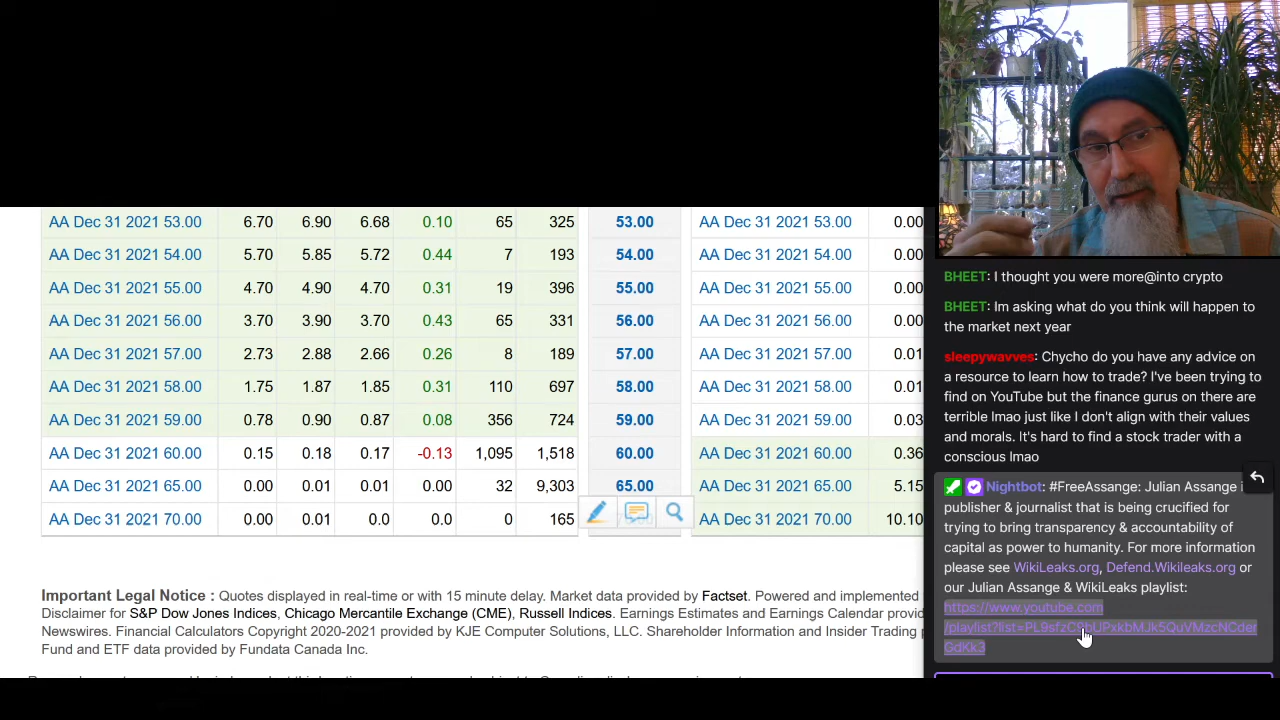 AA Dec 31 2021 53.00 6.70 6.90 6.68 0.10 65 325 53.00 AA Dec 31 2021 53.00 0.00
AA Dec 31 2021 54.00 5.70 5.85 5.72 0.44 7 193 54.00 AA Dec 31 2021 54.00 0.00
AA Dec 31 2021 55.00 4.70 4.90 4.70 0.31 19 396 55.00 AA Dec 31 2021 55.00 0.00
AA Dec 31 2021 56.00 3.70 3.90 3.70 0.43 65 331 56.00 AA Dec 31 2021 56.00 0.00
AA Dec 31 2021 57.00 2.73 2.88 2.66 0.26 8 189 57.00 AA Dec 31 2021 57.00 0.01
AA Dec 31 2021 58.00 1.75 1.87 1.85 0.31 110 697 58.00 AA Dec 31 2021 58.00 0.01
AA Dec 31 2021 59.00 0.78 0.90 0.87 0.08 356 724 59.00 AA Dec 31 2021 59.00 0.03
AA Dec 31 2021 60.00 0.15 0.18 0.17 -0.13 1,095 1,518 60.00 AA Dec 31 2021 60.00 0.36
AA Dec 31 2021 65.00 0.00 0.01 0.01 0.00 32 9,303 65.00 AA Dec 31 2021 65.00 5.15
AA Dec 31 2021 70.00 0.00 0.01 0.0 0.0 0 165 AA Dec 31 2021 70.00 10.10
Important Legal Notice : Quotes displayed in real-time or with 15 minute delay. Market data provided by Factset. Powered and implemented
Disclaimer for S&P Dow Jones Indices, Chicago Mercantile Exchange (CME), Russell Indices. Earnings Estimates and Earnings Calendar provid
Newswires. Financial Calculators Copyright 2020-2021 provided by KJE Computer Solutions, LLC. Shareholder Information and Insider Trading p
Fund and ETF data provided by Fundata Canada Inc.
BHEET: I thought you were more@into crypto
BHEET: Im asking what do you think will happen to
the market next year
sleepywavves: Chycho do you have any advice on
a resource to learn how to trade? I've been trying to
find on YouTube but the finance gurus on there are
terrible lmao just like I don't align with their values
and morals. It's hard to find a stock trader with a
conscious lmao
Nightbot: #FreeAssange: Julian Assange i
publisher & journalist that is being crucified for
trying to bring transparency & accountability of
capital as power to humanity. For more information
please see WikiLeaks.org, Defend.Wikileaks.org or
our Julian Assange & WikiLeaks playlist:
https://www.youtube.com
GdKk3